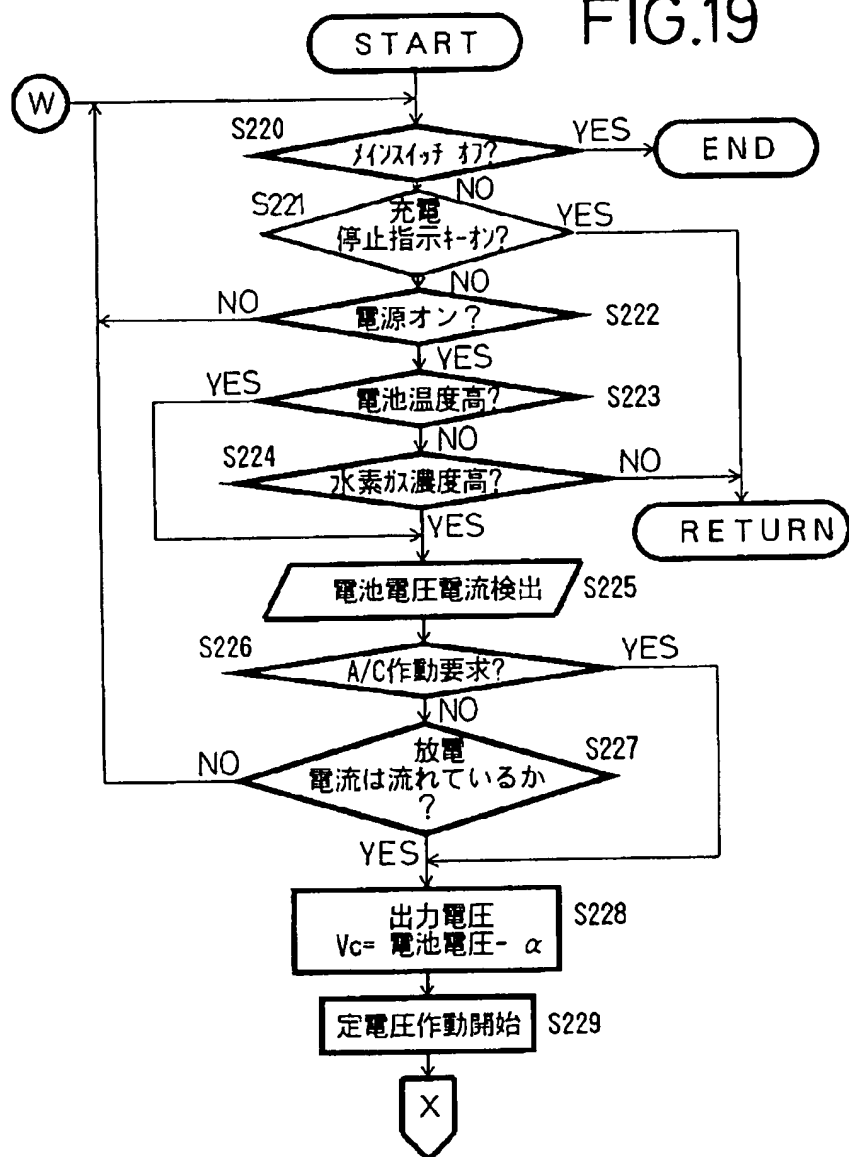 FIG.19
START
W
S220
メインスイッチ オフ?
YES
END
NO
S221
充電
停止指示キーオン?
YES
NO
NO
電源オン?
S222
YES
YES
電池温度高?
S223
NO
S224
水素ガス濃度高?
NO
YES
RETURN
電池電圧電流検出
S225
S226
A/C作動要求?
YES
NO
NO
放電
電流は流れているか
?
S227
YES
出力電圧
Vc= 電池電圧- α
S228
定電圧作動開始
S229
X